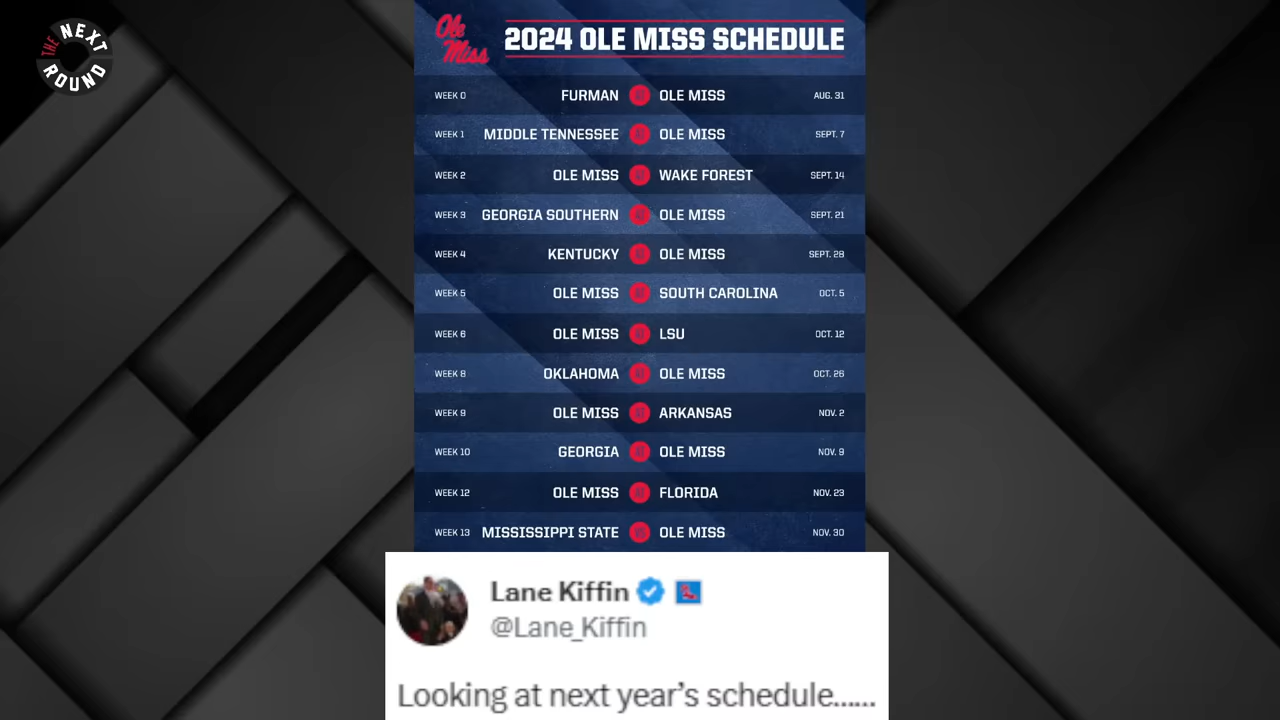 THE NEXT ROUND
Ole Miss
2024 OLE MISS SCHEDULE
WEEK 0 FURMAN OLE MISS AUG. 31
WEEK 1 MIDDLE TENNESSEE OLE MISS SEPT. 7
WEEK 2 OLE MISS WAKE FOREST SEPT. 14
WEEK 3 GEORGIA SOUTHERN OLE MISS SEPT. 21
WEEK 4 KENTUCKY OLE MISS SEPT. 28
WEEK 5 OLE MISS SOUTH CAROLINA OCT. 5
WEEK 6 OLE MISS LSU OCT. 12
WEEK 8 OKLAHOMA OLE MISS OCT. 26
WEEK 9 OLE MISS ARKANSAS NOV. 2
WEEK 10 GEORGIA OLE MISS NOV. 9
WEEK 12 OLE MISS FLORIDA NOV. 23
WEEK 13 MISSISSIPPI STATE OLE MISS NOV. 30
Lane Kiffin
@Lane_Kiffin
Looking at next year’s schedule......